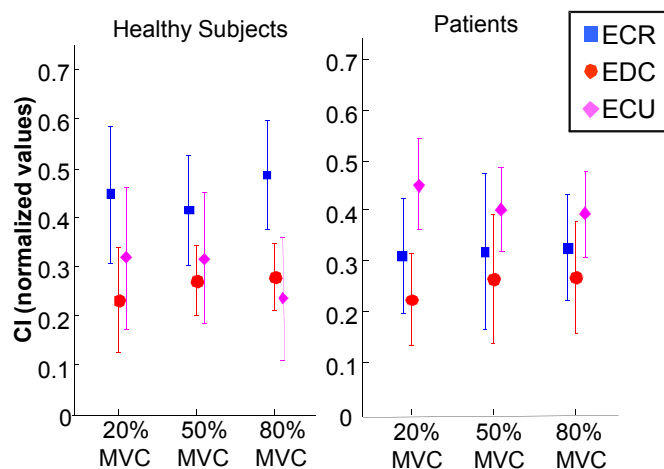 Healthy Subjects
Patients
ECR
EDC
ECU
CI (normalized values)
0.7
0.6
0.5
0.4
0.3
0.2
0.1
0
20%
MVC
50%
MVC
80%
MVC
0.7
0.6
0.5
0.4
0.3
0.2
0.1
0
20%
MVC
50%
MVC
80%
MVC